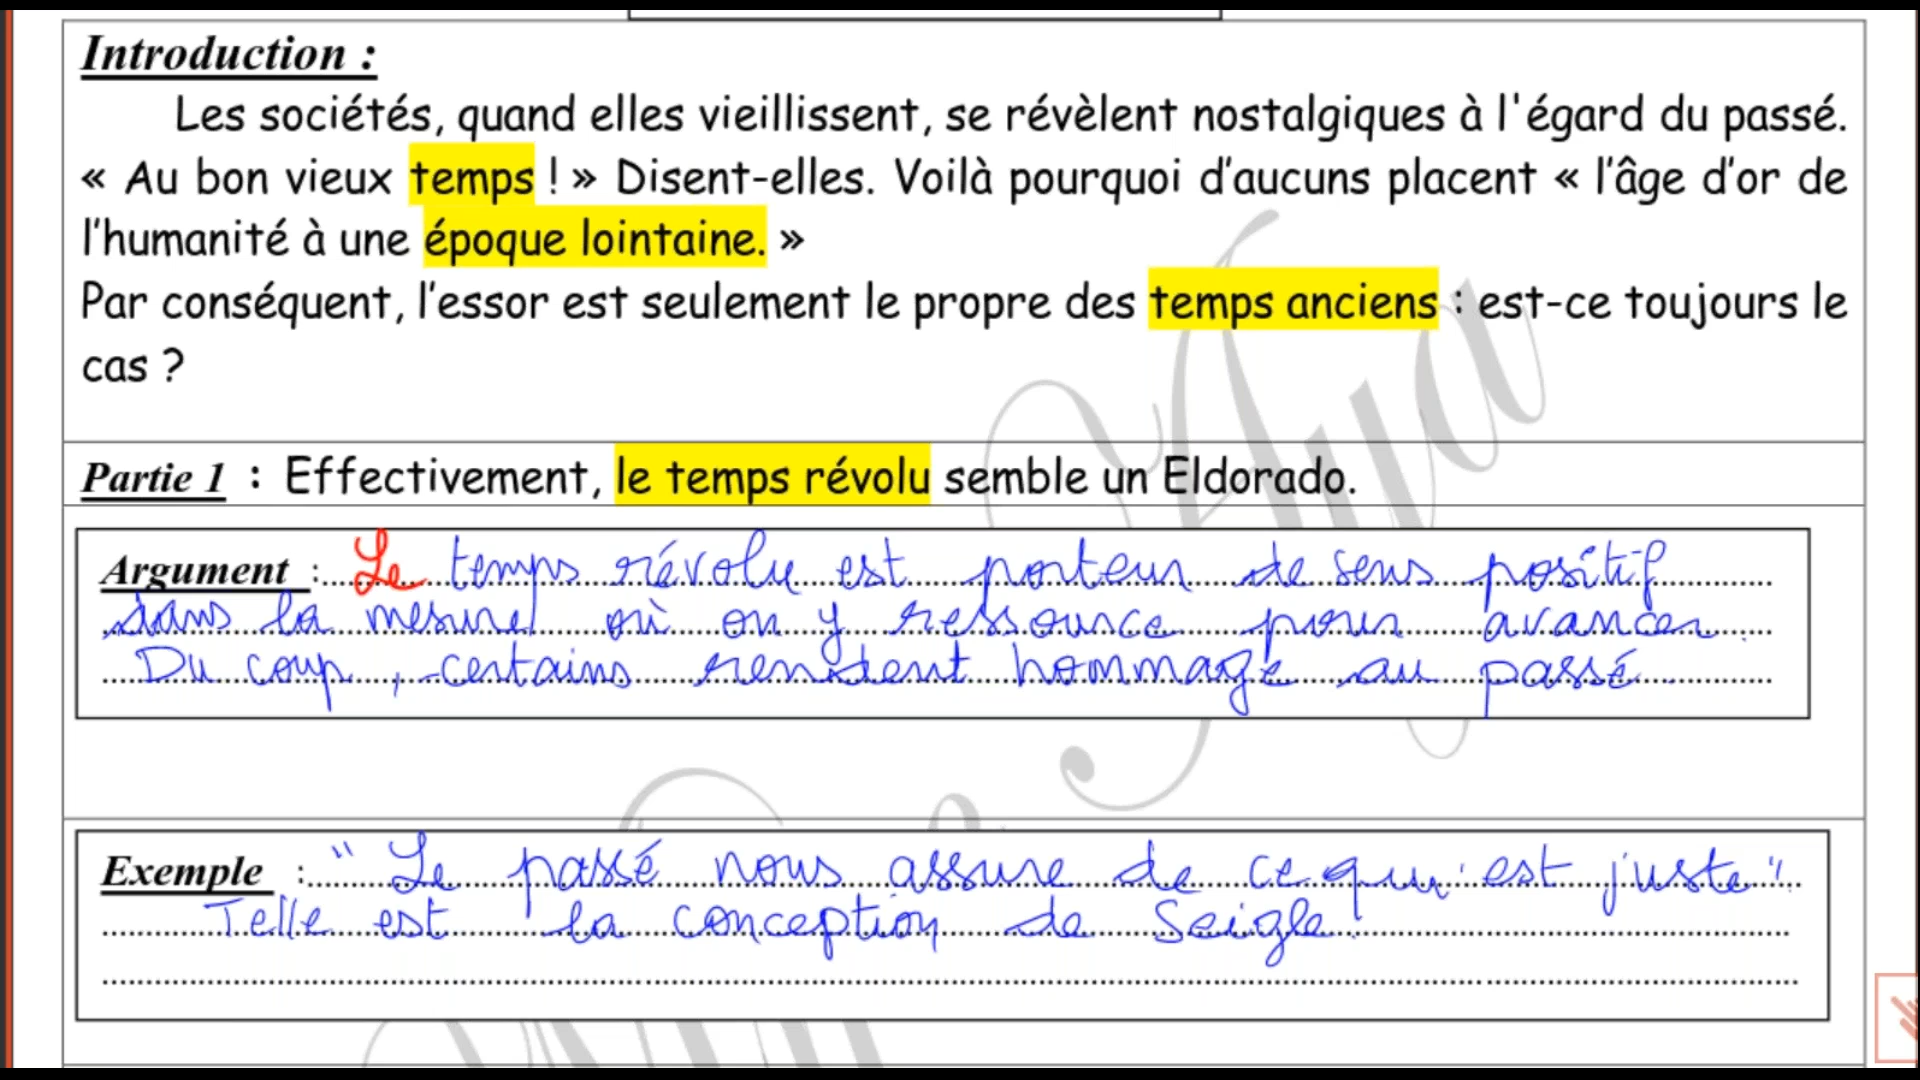 Introduction :
Les sociétés, quand elles vieillissent, se révèlent nostalgiques à l'égard du passé.
« Au bon vieux temps ! » Disent-elles. Voilà pourquoi d’aucuns placent « l’âge d’or de
l’humanité à une époque lointaine. »
Par conséquent, l’essor est seulement le propre des temps anciens : est-ce toujours le
cas ?
Partie 1 : Effectivement, le temps révolu semble un Eldorado.
Argument : Le temps révolu est porteur de sens positif
dans la mesure où on y ressource pour avancer.
Du coup, certains rendent hommage au passé
Exemple : " Le passé nous assure de ce qui est juste".
Telle est la conception de Seigle.